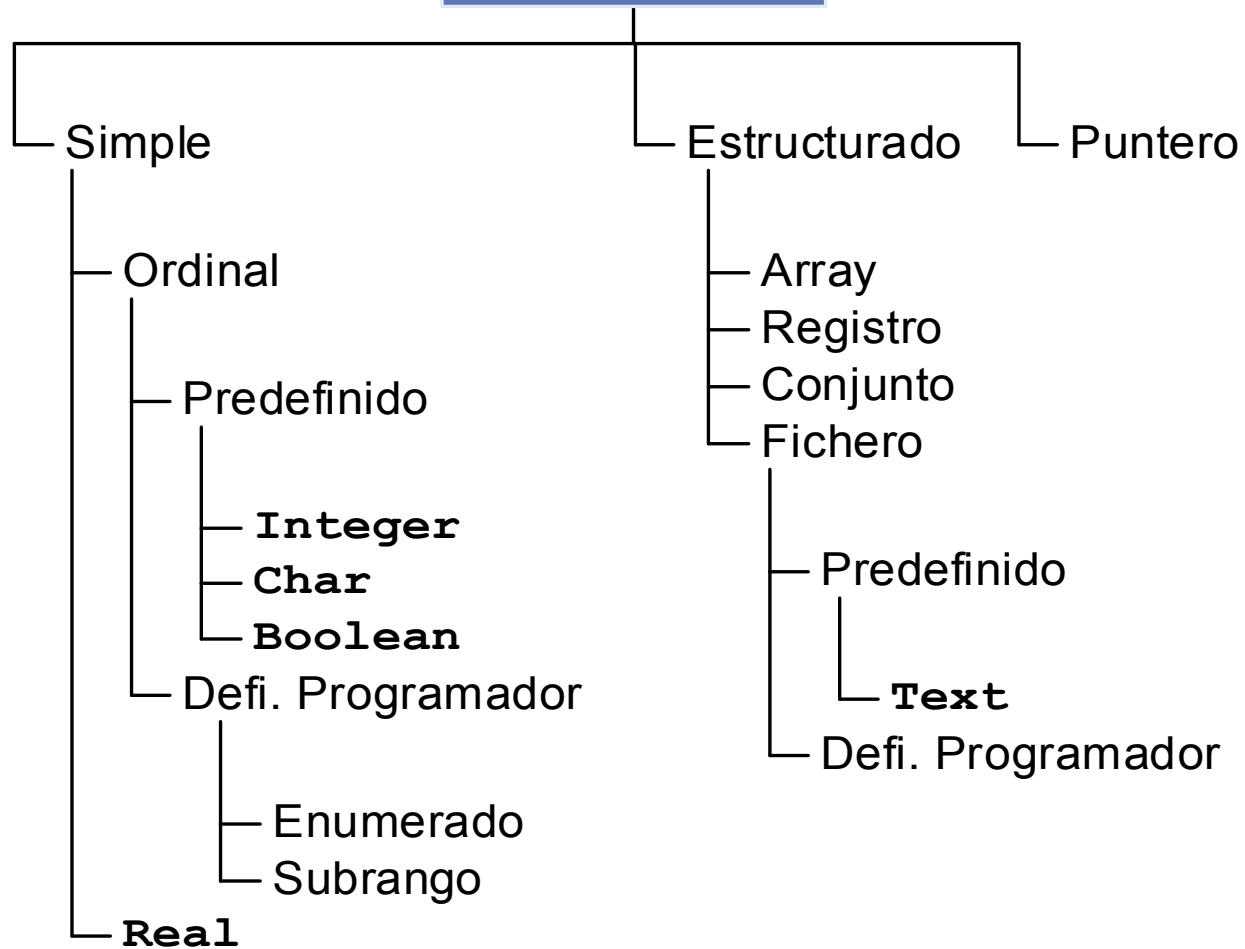 Simple
Ordinal
Predefinido
Integer
Char
Boolean
Defi. Programador
Enumerado
Subrango
Real
Estructurado
Array
Registro
Conjunto
Fichero
Predefinido
Text
Defi. Programador
Puntero